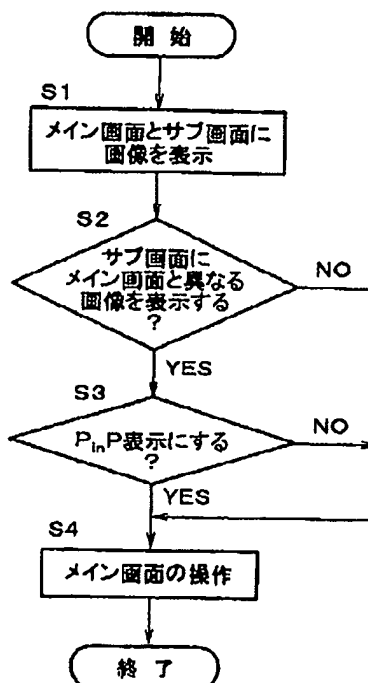 開始
S1
メイン画面とサブ画面に
画像を表示
S2
サブ画面に
メイン画面と異なる
画像を表示する
?
NO
YES
S3
PinP表示にする
?
NO
YES
S4
メイン画面の操作
終了